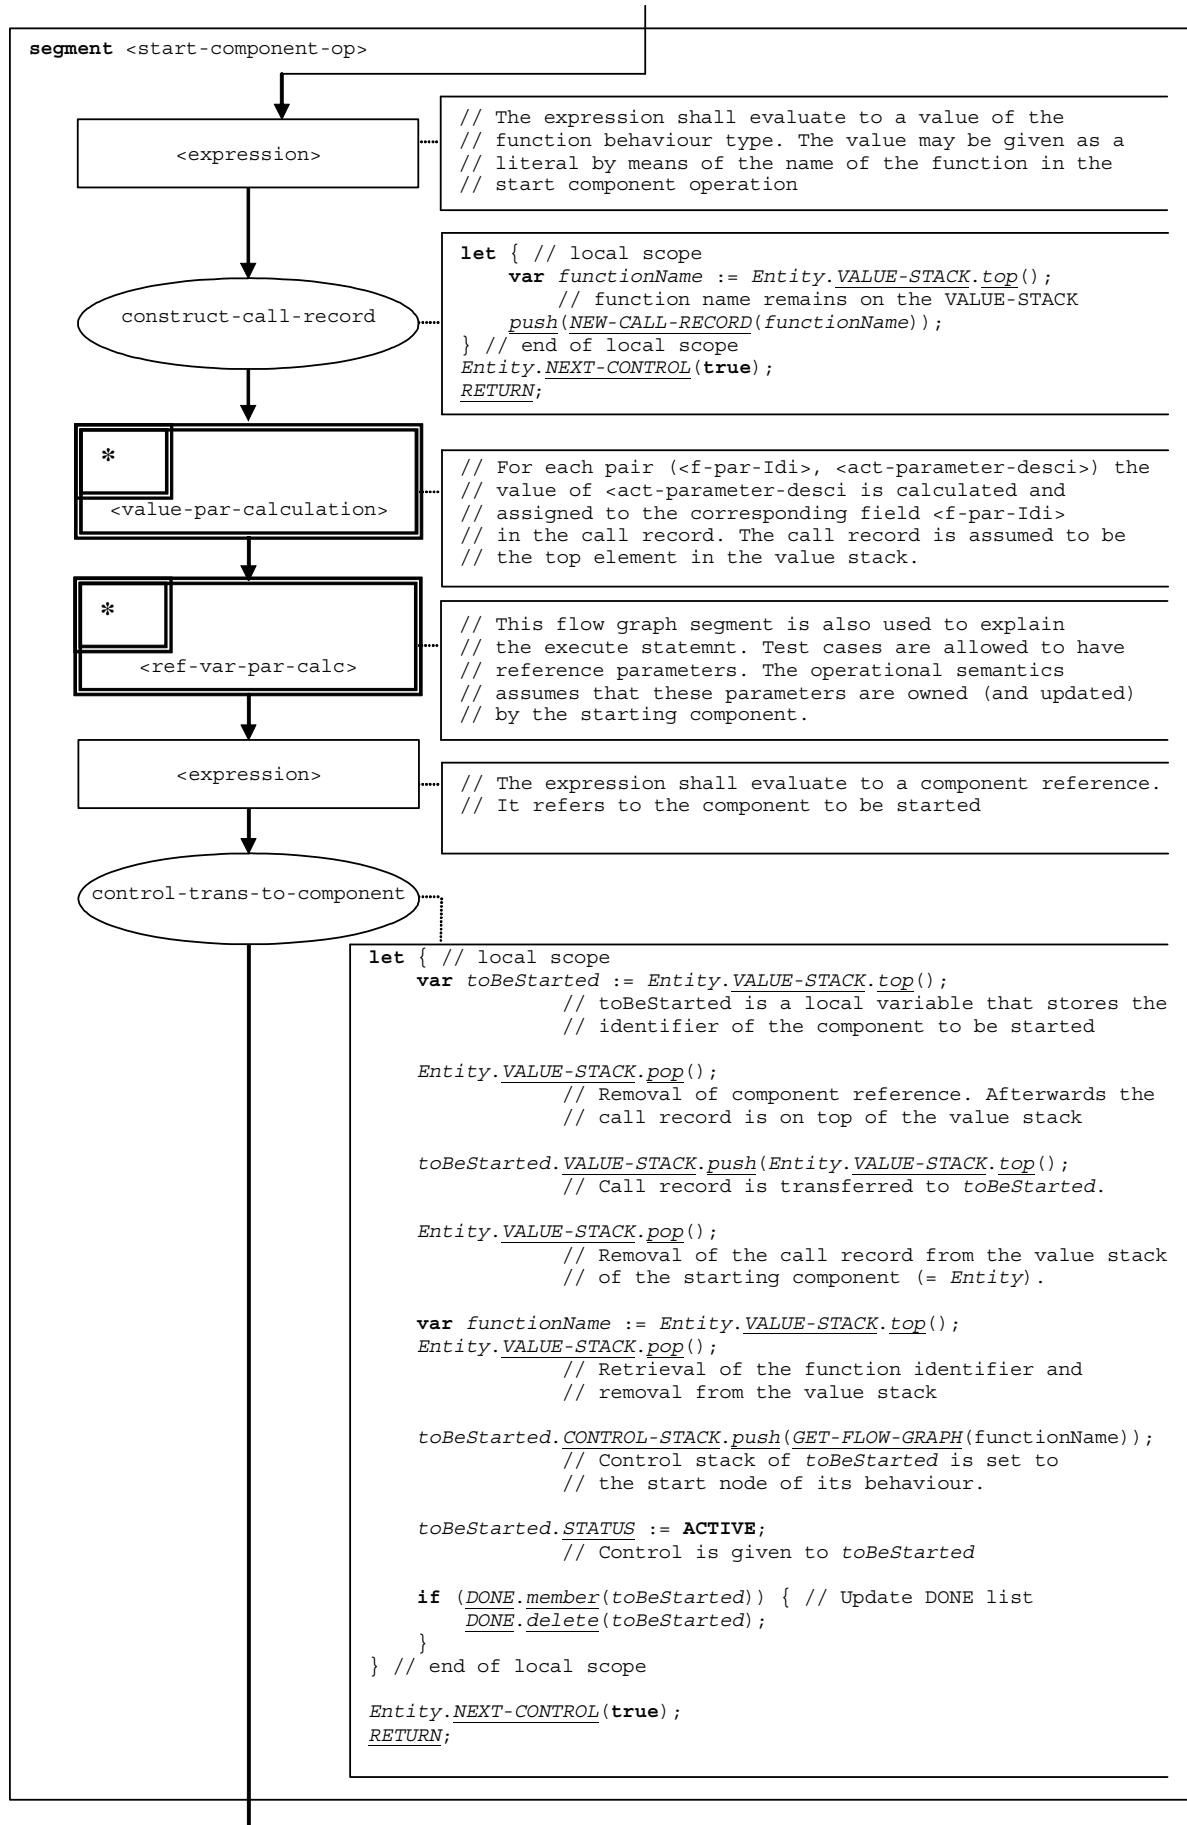 segment <start-component-op>
<expression>
// The expression shall evaluate to a value of the
// function behaviour type. The value may be given as a
// literal by means of the name of the function in the
// start component operation
construct-call-record
let { // local scope
var functionName := Entity.VALUE-STACK.top();
// function name remains on the VALUE-STACK
push(NEW-CALL-RECORD(functionName));
} // end of local scope
Entity.NEXT-CONTROL(true);
RETURN;
*
<value-par-calculation>
// For each pair (<f-par-Idi>, <act-parameter-desci>) the
// value of <act-parameter-desci is calculated and
// assigned to the corresponding field <f-par-Idi>
// in the call record. The call record is assumed to be
// the top element in the value stack.
*
<ref-var-par-calc>
// This flow graph segment is also used to explain
// the execute statemnt. Test cases are allowed to have
// reference parameters. The operational semantics
// assumes that these parameters are owned (and updated)
// by the starting component.
<expression>
// The expression shall evaluate to a component reference.
// It refers to the component to be started
control-trans-to-component
let { // local scope
var toBeStarted := Entity.VALUE-STACK.top();
// toBeStarted is a local variable that stores the
// identifier of the component to be started
Entity.VALUE-STACK.pop();
// Removal of component reference. Afterwards the
// call record is on top of the value stack
toBeStarted.VALUE-STACK.push(Entity.VALUE-STACK.top();
// Call record is transferred to toBeStarted.
Entity.VALUE-STACK.pop();
// Removal of the call record from the value stack
// of the starting component (= Entity).
var functionName := Entity.VALUE-STACK.top();
Entity.VALUE-STACK.pop();
// Retrieval of the function identifier and
// removal from the value stack
toBeStarted.CONTROL-STACK.push(GET-FLOW-GRAPH(functionName));
// Control stack of toBeStarted is set to
// the start node of its behaviour.
toBeStarted.STATUS := ACTIVE;
// Control is given to toBeStarted
if (DONE.member(toBeStarted)) { // Update DONE list
DONE.delete(toBeStarted);
}
} // end of local scope
Entity.NEXT-CONTROL(true);
RETURN;